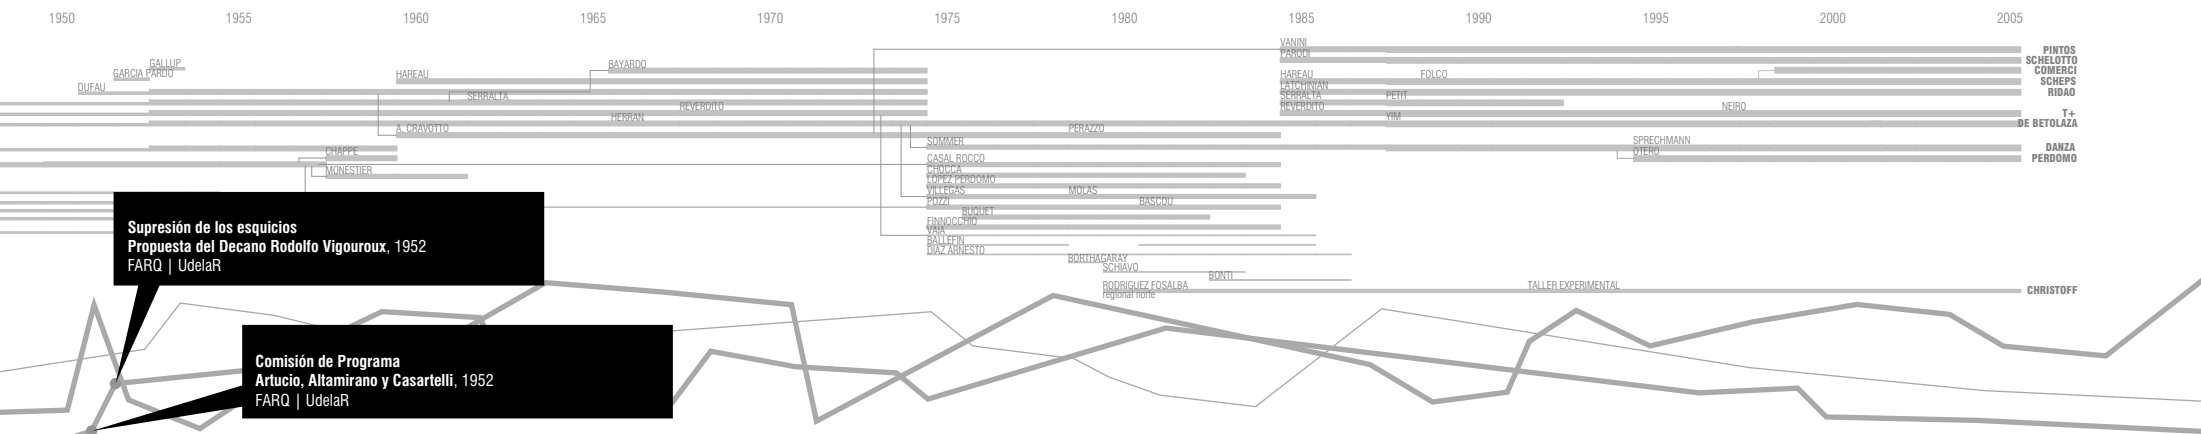 1950 1955 1960 1965 1970 1975 1980 1985 1990 1995 2000 2005
VANINI
PINTOS
PARODI
SCHELOTTO
GALLUP
BAYARDO
COMERCI
GARCIA PARDO
HAREAU
HAREAU
FOLCO
SCHEPS
DUFAU
LATCHINIAN
RIDAO
SERRALTA
SERRALTA
PETIT
REVERDITO
REVERDITO
NEIRO
T+
HERRAN
YIM
DE BETOLAZA
A. CRAVOTTO
PERAZZO
SOMMER
SPRECHMANN
DANZA
CHAPPE
OTERO
PERDOMO
CASAL ROCCO
MONESTIER
CHOCCA
LOPEZ PERDOMO
VILLEGAS
MOLAS
POZZI
BASCOU
BUQUET
FINNOCCHIO
VAIA
BALLEFIN
DIAZ ARNESTO
BORTHAGARAY
SCHIAVO
BONTI
RODRIGUEZ FOSALBA
regional norte
TALLER EXPERIMENTAL
CHRISTOFF
Supresión de los esquicios
Propuesta del Decano Rodolfo Vigouroux, 1952
FARQ | UdelaR
Comisión de Programa
Artucio, Altamirano y Casartelli, 1952
FARQ | UdelaR